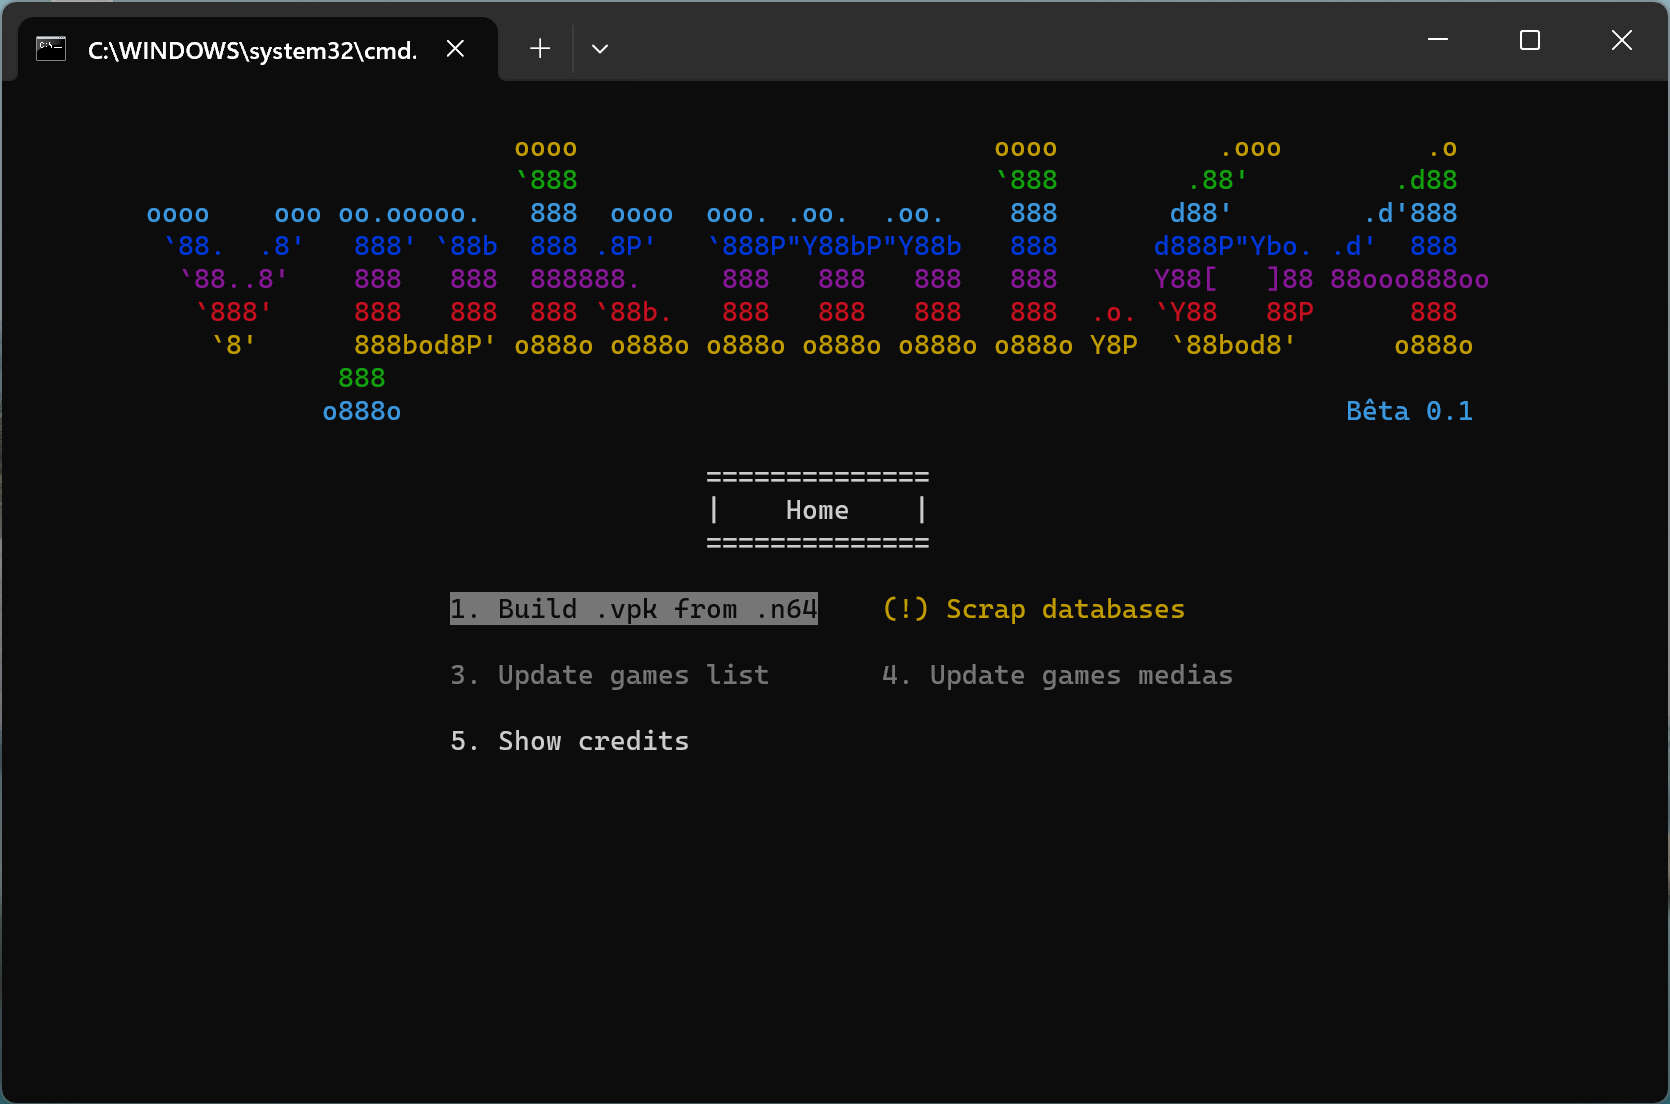 C:\WINDOWS\system32\cmd.
                       oooo                          oooo          .ooo         .o
                       `888                          `888        .88'         .d88
oooo    ooo oo.ooooo.   888  oooo  ooo. .oo.  .oo.    888       d88'        .d'888
 `88.  .8'   888' `88b  888 .8P'   `888P"Y88bP"Y88b   888      d888P"Ybo. .d'  888
  `88..8'    888   888  888888.     888   888   888   888      Y88[   ]88 88ooo888oo
   `888'     888   888  888 `88b.   888   888   888   888  .o. `Y88   88P      888
    `8'      888bod8P' o888o o888o o888o o888o o888o o888o Y8P  `88bod8'      o888o
            888
           o888o                                                           Bêta 0.1
==============
|    Home    |
==============
1. Build .vpk from .n64    (!) Scrap databases
3. Update games list       4. Update games medias
5. Show credits